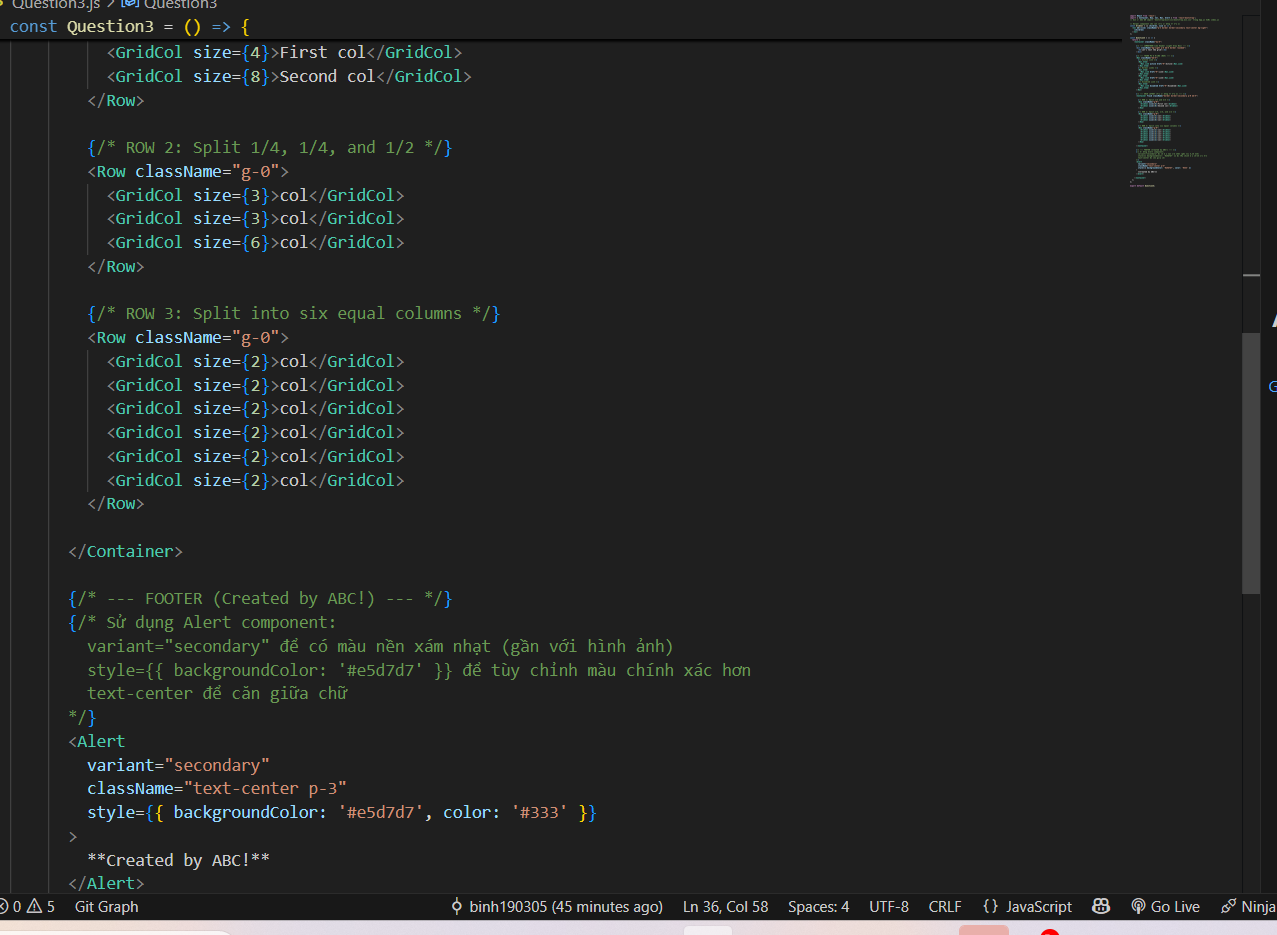 Question3.js > Question3
const Question3 = () => {
<GridCol size={4}>First col</GridCol>
<GridCol size={8}>Second col</GridCol>
</Row>
{/* ROW 2: Split 1/4, 1/4, and 1/2 */}
<Row className="g-0">
<GridCol size={3}>col</GridCol>
<GridCol size={3}>col</GridCol>
<GridCol size={6}>col</GridCol>
</Row>
{/* ROW 3: Split into six equal columns */}
<Row className="g-0">
<GridCol size={2}>col</GridCol>
<GridCol size={2}>col</GridCol>
<GridCol size={2}>col</GridCol>
<GridCol size={2}>col</GridCol>
<GridCol size={2}>col</GridCol>
<GridCol size={2}>col</GridCol>
</Row>
</Container>
{/* --- FOOTER (Created by ABC!) --- */}
{/* Sử dụng Alert component:
variant="secondary" để có màu nền xám nhạt (gần với hình ảnh)
style={{ backgroundColor: '#e5d7d7' }} để tùy chỉnh màu chính xác hơn
text-center để căn giữa chữ
*/}
<Alert
variant="secondary"
className="text-center p-3"
style={{ backgroundColor: '#e5d7d7', color: '#333' }}
>
**Created by ABC!**
</Alert>
0 5 Git Graph binh190305 (45 minutes ago) Ln 36, Col 58 Spaces: 4 UTF-8 CRLF {} JavaScript Go Live Ninja